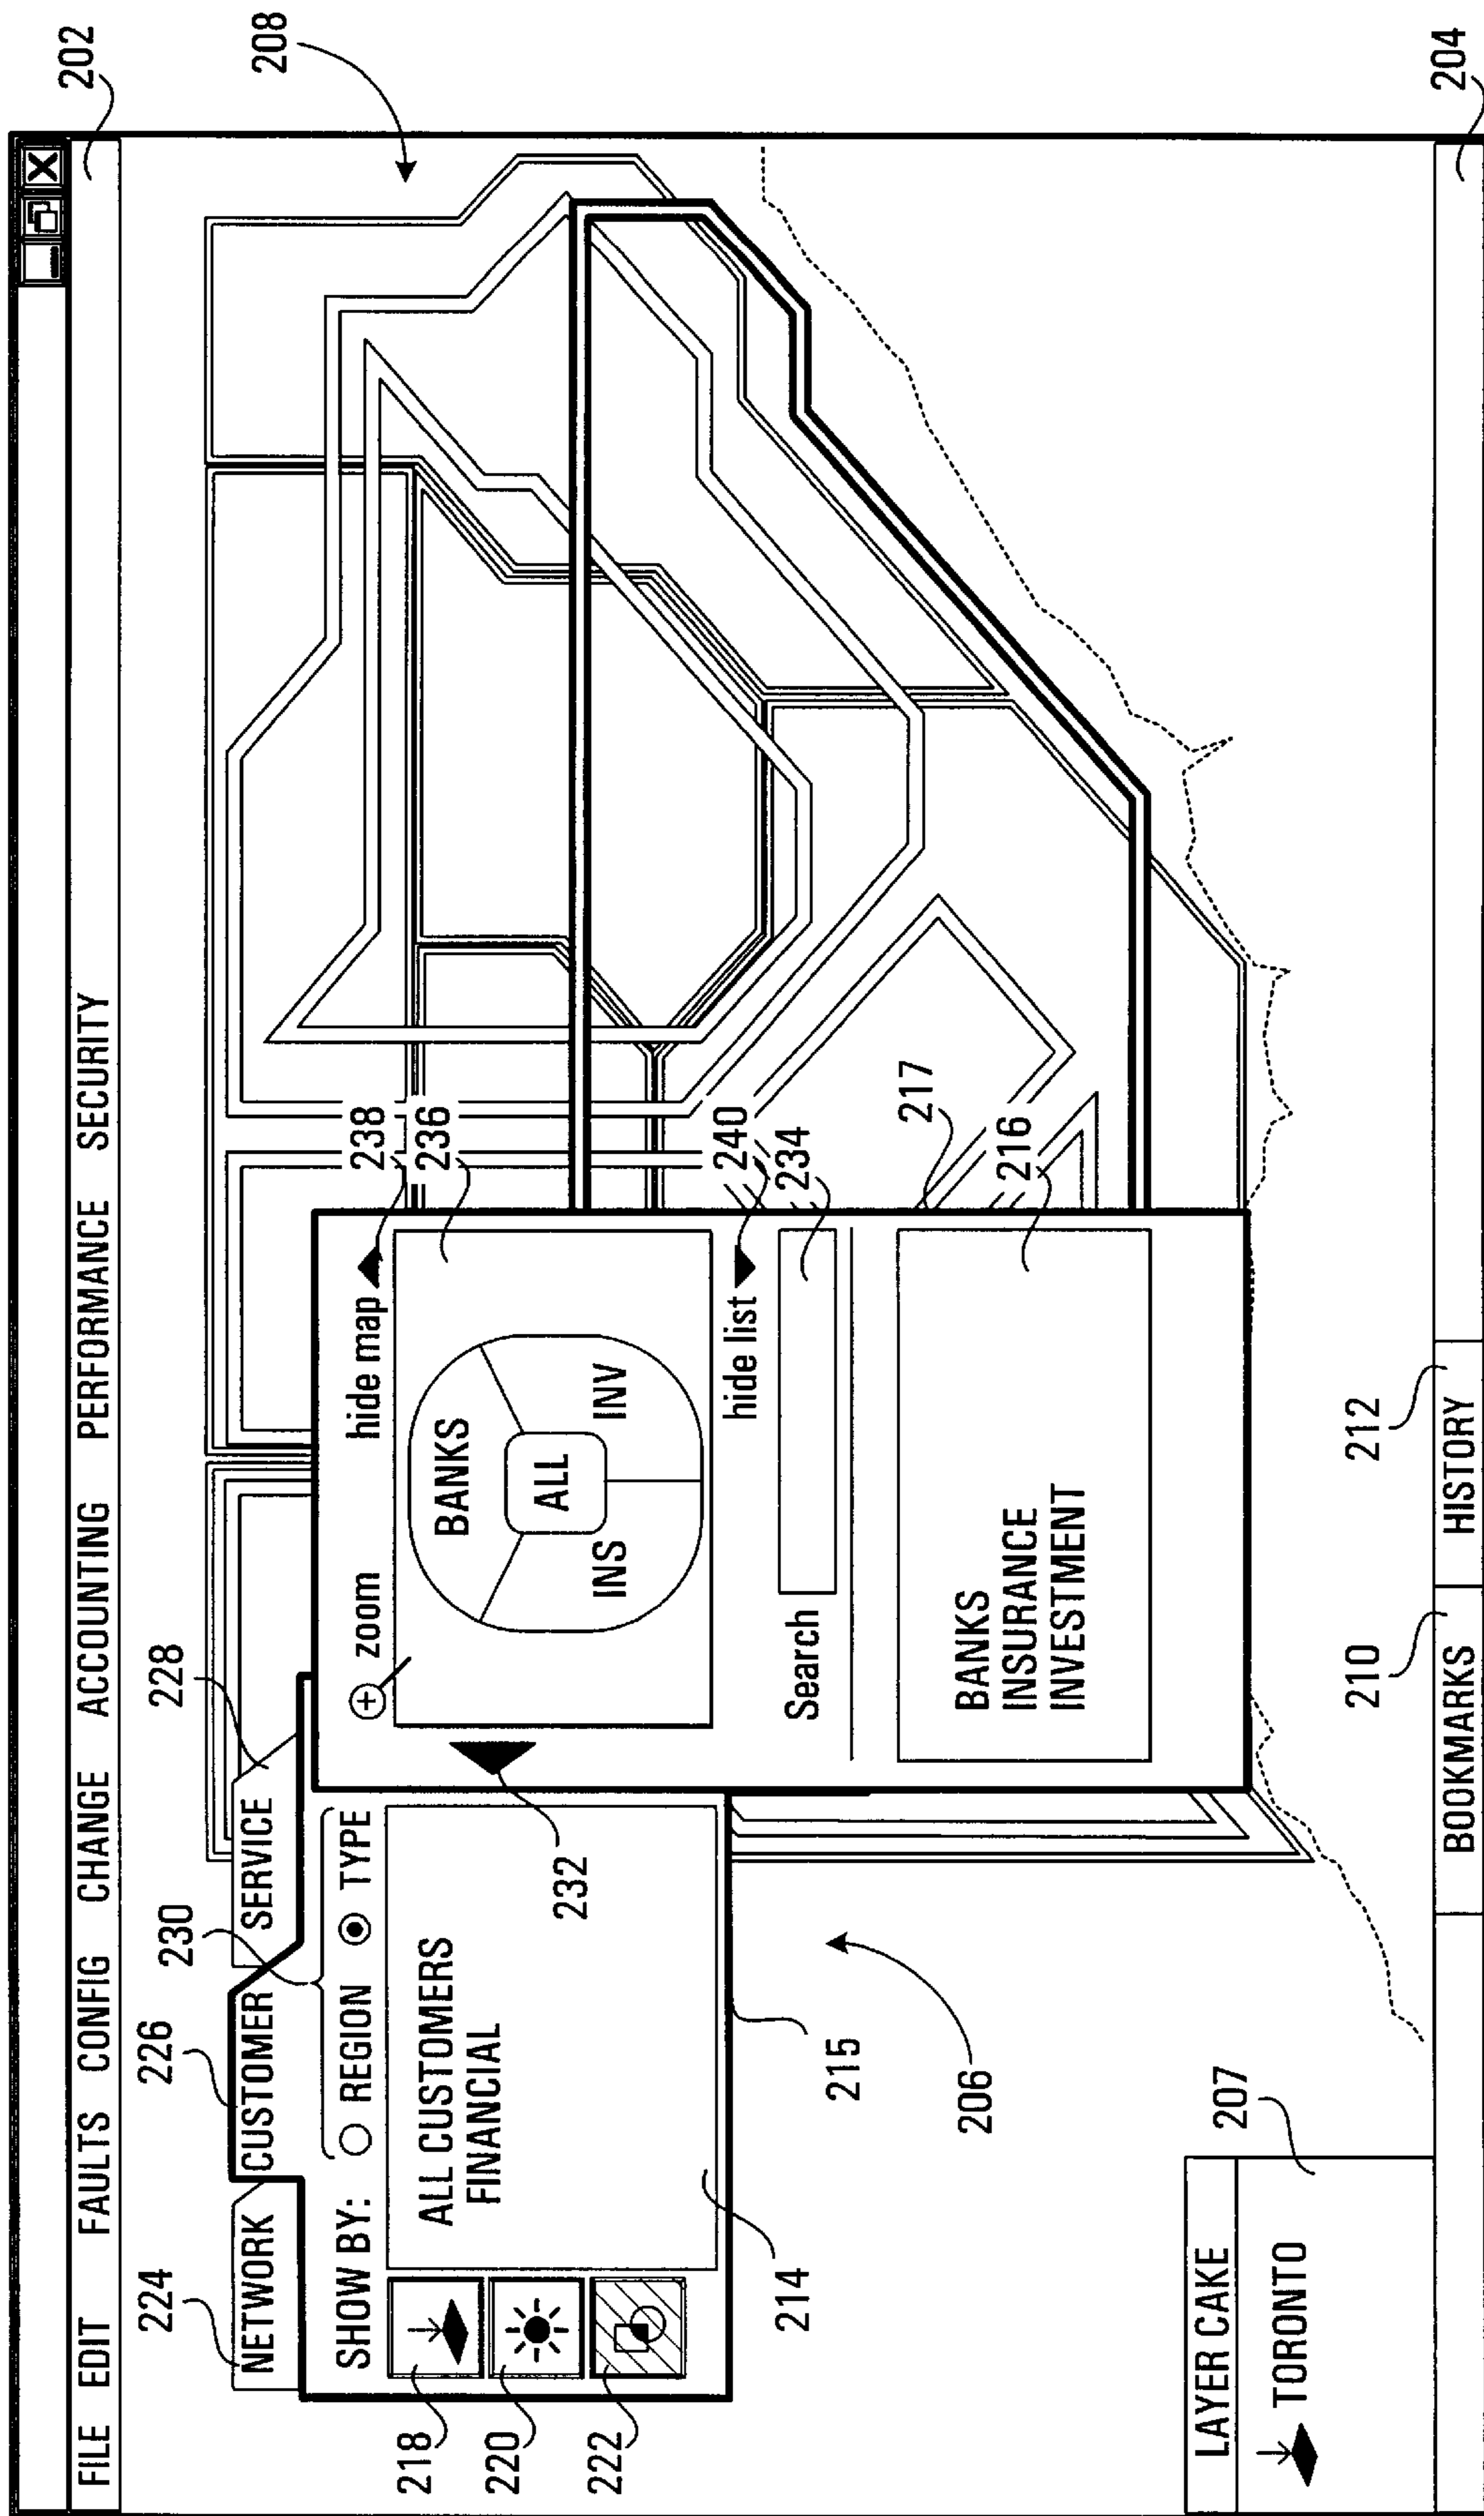 202
208
FILE EDIT FAULTS CONFIG CHANGE ACCOUNTING PERFORMANCE SECURITY
224
226
230
228
NETWORK
CUSTOMER
SERVICE
SHOW BY:
REGION
TYPE
zoom
hide map
238
236
218
220
222
ALL CUSTOMERS
FINANCIAL
BANKS
ALL
INS
INV
232
hide list
240
234
Search
214
215
206
217
216
BANKS
INSURANCE
INVESTMENT
207
LAYER CAKE
TORONTO
210
212
BOOKMARKS
HISTORY
204